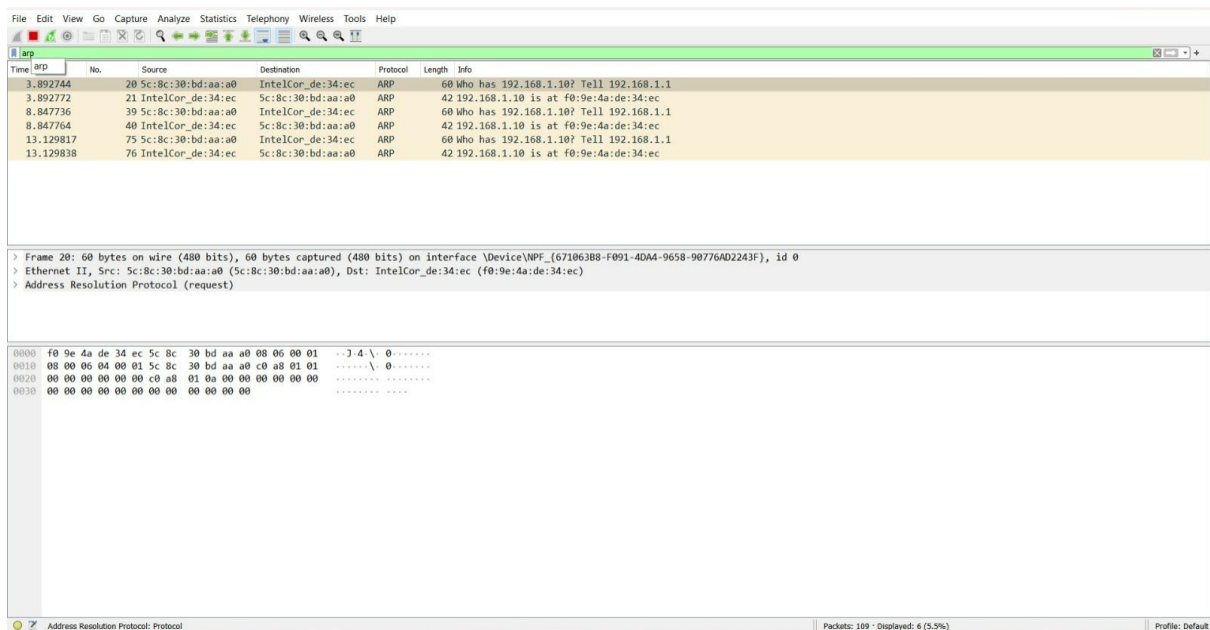 File Edit View Go Capture Analyze Statistics Telephony Wireless Tools Help
arp
arp
Time No. Source Destination Protocol Length Info
3.892744 20 5c:8c:30:bd:aa:a0 IntelCor_de:34:ec ARP 60 Who has 192.168.1.10? Tell 192.168.1.1
3.892772 21 IntelCor_de:34:ec 5c:8c:30:bd:aa:a0 ARP 42 192.168.1.10 is at f0:9e:4a:de:34:ec
8.847736 39 5c:8c:30:bd:aa:a0 IntelCor_de:34:ec ARP 60 Who has 192.168.1.10? Tell 192.168.1.1
8.847764 40 IntelCor_de:34:ec 5c:8c:30:bd:aa:a0 ARP 42 192.168.1.10 is at f0:9e:4a:de:34:ec
13.129817 75 5c:8c:30:bd:aa:a0 IntelCor_de:34:ec ARP 60 Who has 192.168.1.10? Tell 192.168.1.1
13.129838 76 IntelCor_de:34:ec 5c:8c:30:bd:aa:a0 ARP 42 192.168.1.10 is at f0:9e:4a:de:34:ec
> Frame 20: 60 bytes on wire (480 bits), 60 bytes captured (480 bits) on interface \Device\NPF_{671063B8-F091-4DA4-9658-90776AD2243F}, id 0
> Ethernet II, Src: 5c:8c:30:bd:aa:a0 (5c:8c:30:bd:aa:a0), Dst: IntelCor_de:34:ec (f0:9e:4a:de:34:ec)
> Address Resolution Protocol (request)
0000 f0 9e 4a de 34 ec 5c 8c 30 bd aa a0 08 06 00 01 ··J·4·\· 0·······
0010 08 00 06 04 00 01 5c 8c 30 bd aa a0 c0 a8 01 01 ······\· 0·······
0020 00 00 00 00 00 00 c0 a8 01 0a 00 00 00 00 00 00 ········ ········
0030 00 00 00 00 00 00 00 00 00 00 00 00 ········ ····
Address Resolution Protocol: Protocol Packets: 109 · Displayed: 6 (5.5%) Profile: Default